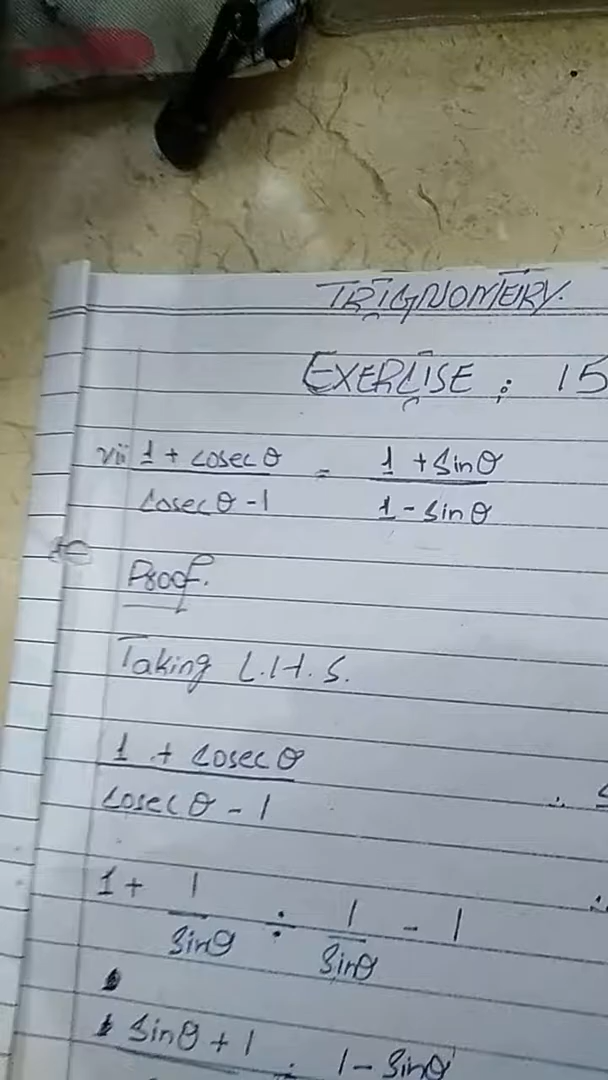 TRIGNOMETRY.
EXERCISE : 15
vii 1 + cosec θ / cosec θ - 1 = 1 + sin θ / 1 - sin θ
Proof.
Taking L.H.S.
1 + cosec θ / cosec θ - 1
1 + 1 / sin θ ÷ 1 / sin θ - 1
sin θ + 1 ÷ 1 - sin θ